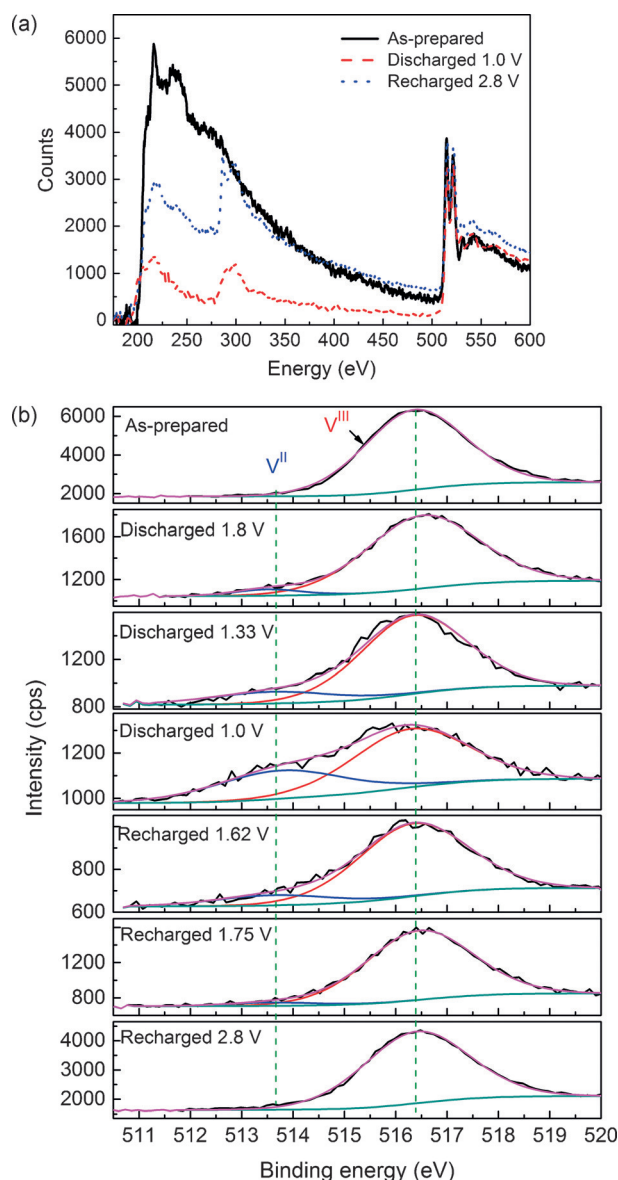 (a)
As-prepared
Discharged 1.0 V
Recharged 2.8 V
6000
5000
4000
3000
2000
1000
0
Counts
200 250 300 350 400 450 500 550 600
Energy (eV)
(b)
As-prepared
V^III
V^II
6000
4000
2000
Discharged 1.8 V
1600
1200
Discharged 1.33 V
1200
800
Discharged 1.0 V
1200
1000
Recharged 1.62 V
800
600
Recharged 1.75 V
1200
800
Recharged 2.8 V
4000
3000
2000
Intensity (cps)
511 512 513 514 515 516 517 518 519 520
Binding energy (eV)